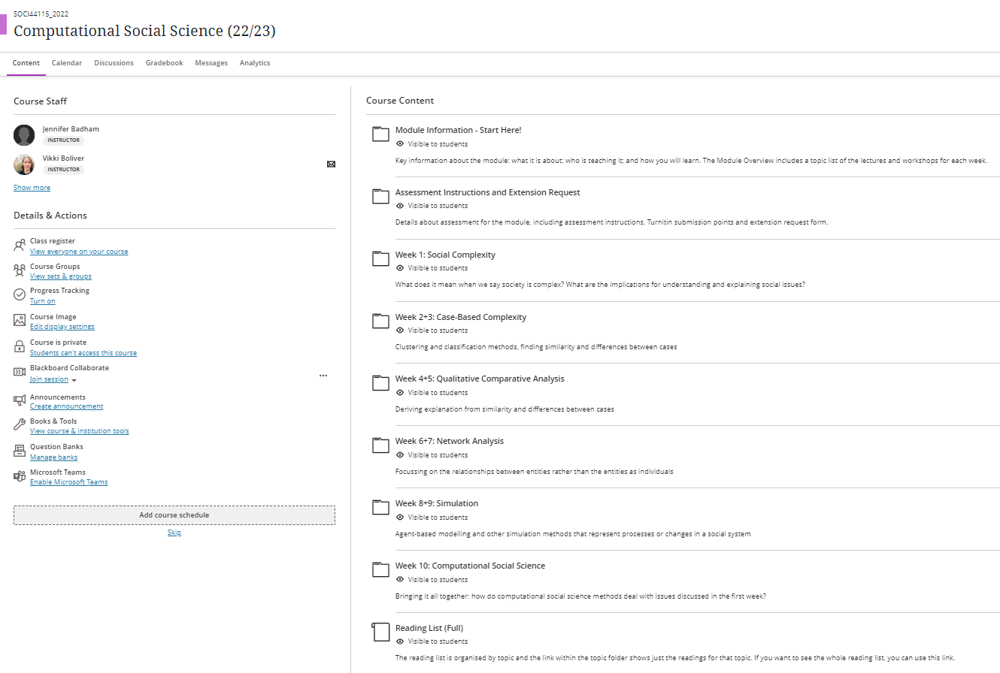 SOCI44115_2022
Computational Social Science (22/23)
Content Calendar Discussions Gradebook Messages Analytics
Course Staff
Jennifer Badham
INSTRUCTOR
Vikki Boliver
INSTRUCTOR
Show more
Details & Actions
Class register
View everyone on your course
Course Groups
View sets & groups
Progress Tracking
Turn on
Course Image
Edit display settings
Course is private
Students can't access this course
Blackboard Collaborate
Join session
Announcements
Create announcement
Books & Tools
View course & institution tools
Question Banks
Manage banks
Microsoft Teams
Enable Microsoft Teams
Add course schedule
Skip
Course Content
Module Information - Start Here!
Visible to students
Key information about the module: what it is about; who is teaching it; and how you will learn. The Module Overview includes a topic list of the lectures and workshops for each week.
Assessment Instructions and Extension Request
Visible to students
Details about assessment for the module, including assessment instructions, Turnitin submission points and extension request form.
Week 1: Social Complexity
Visible to students
What does it mean when we say society is complex? What are the implications for understanding and explaining social issues?
Week 2+3: Case-Based Complexity
Visible to students
Clustering and classification methods, finding similarity and differences between cases
Week 4+5: Qualitative Comparative Analysis
Visible to students
Deriving explanation from similarity and differences between cases
Week 6+7: Network Analysis
Visible to students
Focussing on the relationships between entities rather than the entities as individuals
Week 8+9: Simulation
Visible to students
Agent-based modelling and other simulation methods that represent processes or changes in a social system
Week 10: Computational Social Science
Visible to students
Bringing it all together: how do computational social science methods deal with issues discussed in the first week?
Reading List (Full)
Visible to students
The reading list is organised by topic and the link within the topic folder shows just the readings for that topic. If you want to see the whole reading list, you can use this link.